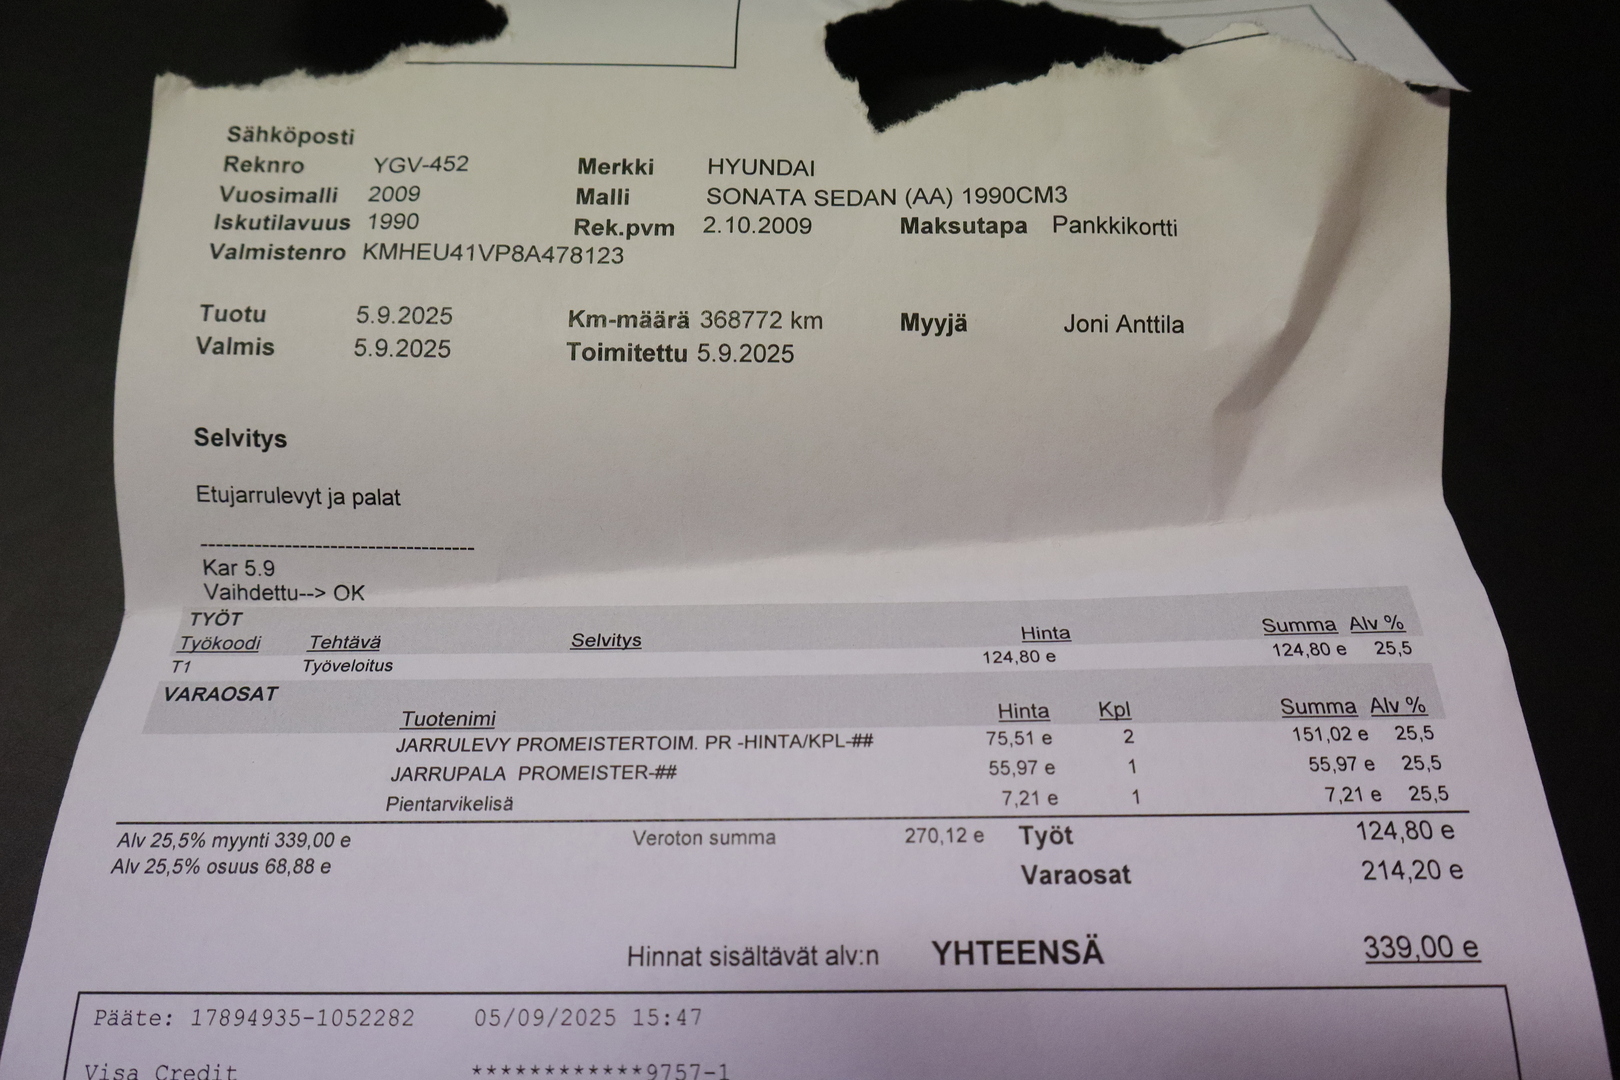 Sähköposti
Reknro YGV-452 Merkki HYUNDAI
Vuosimalli 2009 Malli SONATA SEDAN (AA) 1990CM3
Iskutilavuus 1990 Rek.pvm 2.10.2009 Maksutapa Pankkikortti
Valmistenro KMHEU41VP8A478123
Tuotu 5.9.2025 Km-määrä 368772 km Myyjä Joni Anttila
Valmis 5.9.2025 Toimitettu 5.9.2025
Selvitys
Etujarrulevyt ja palat
-----------------------------------
Kar 5.9
Vaihdettu--> OK
TYÖT
Työkoodi Tehtävä Selvitys Hinta Summa Alv %
T1 Työveloitus 124,80 e 124,80 e 25,5
VARAOSAT
Tuotenimi Hinta Kpl Summa Alv %
JARRULEVY PROMEISTERTOIM. PR -HINTA/KPL-## 75,51 e 2 151,02 e 25,5
JARRUPALA PROMEISTER-## 55,97 e 1 55,97 e 25,5
Pientarvikelisä 7,21 e 1 7,21 e 25,5
Alv 25,5% myynti 339,00 e Veroton summa 270,12 e Työt 124,80 e
Alv 25,5% osuus 68,88 e Varaosat 214,20 e
Hinnat sisältävät alv:n YHTEENSÄ 339,00 e
Pääte: 17894935-1052282 05/09/2025 15:47
Visa Credit ************9757-1